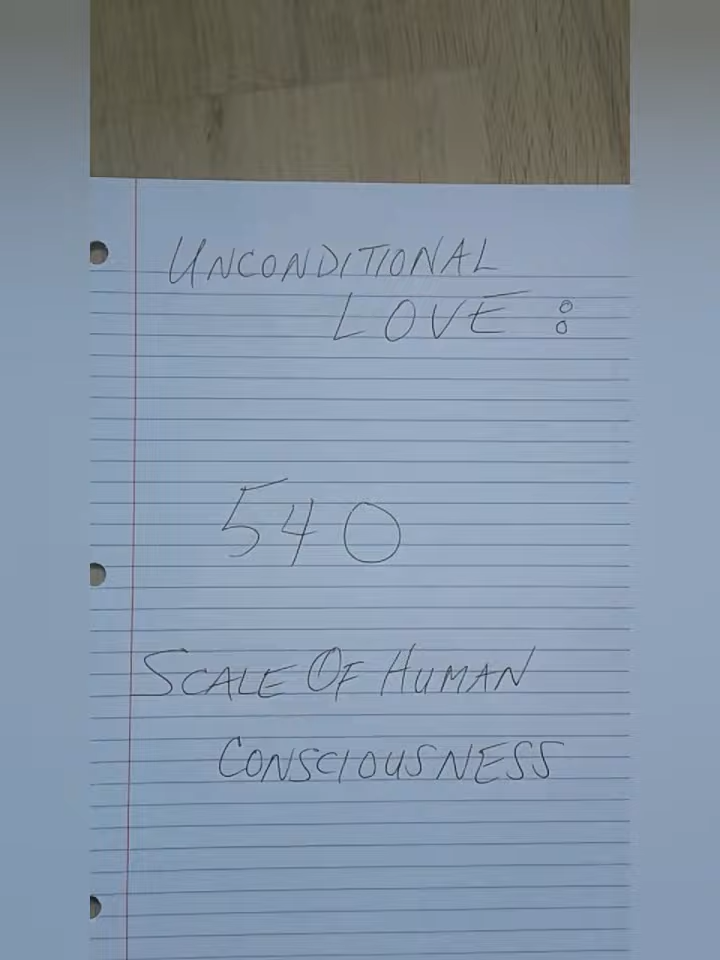 UNCONDITIONAL
LOVE:
540
SCALE OF HUMAN
CONSCIOUSNESS